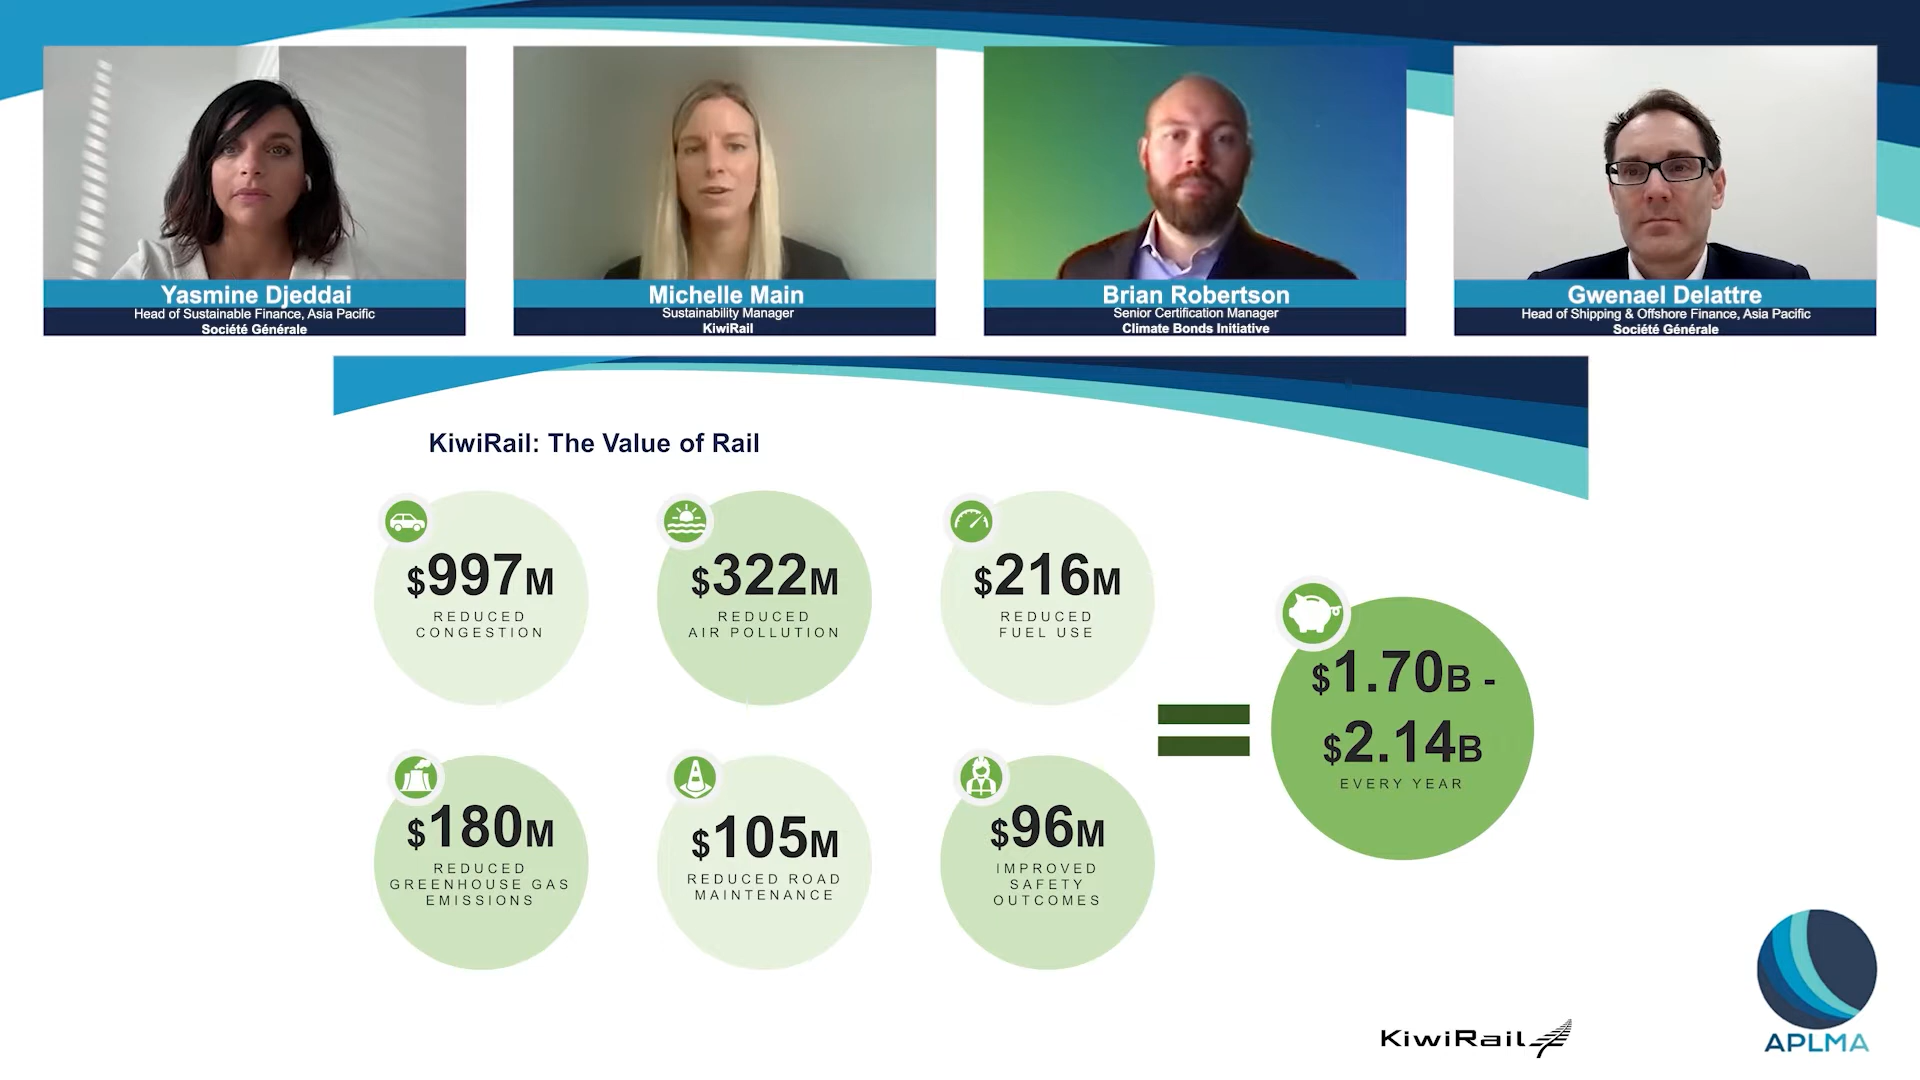 Yasmine Djeddai
Head of Sustainable Finance, Asia Pacific
Société Générale
Michelle Main
Sustainability Manager
KiwiRail
Brian Robertson
Senior Certification Manager
Climate Bonds Initiative
Gwenael Delattre
Head of Shipping & Offshore Finance, Asia Pacific
Société Générale
KiwiRail: The Value of Rail
$997M
REDUCED
CONGESTION
$322M
REDUCED
AIR POLLUTION
$216M
REDUCED
FUEL USE
$180M
REDUCED
GREENHOUSE GAS
EMISSIONS
$105M
REDUCED ROAD
MAINTENANCE
$96M
IMPROVED
SAFETY
OUTCOMES
$1.70B -
$2.14B
EVERY YEAR
KiwiRail
APLMA